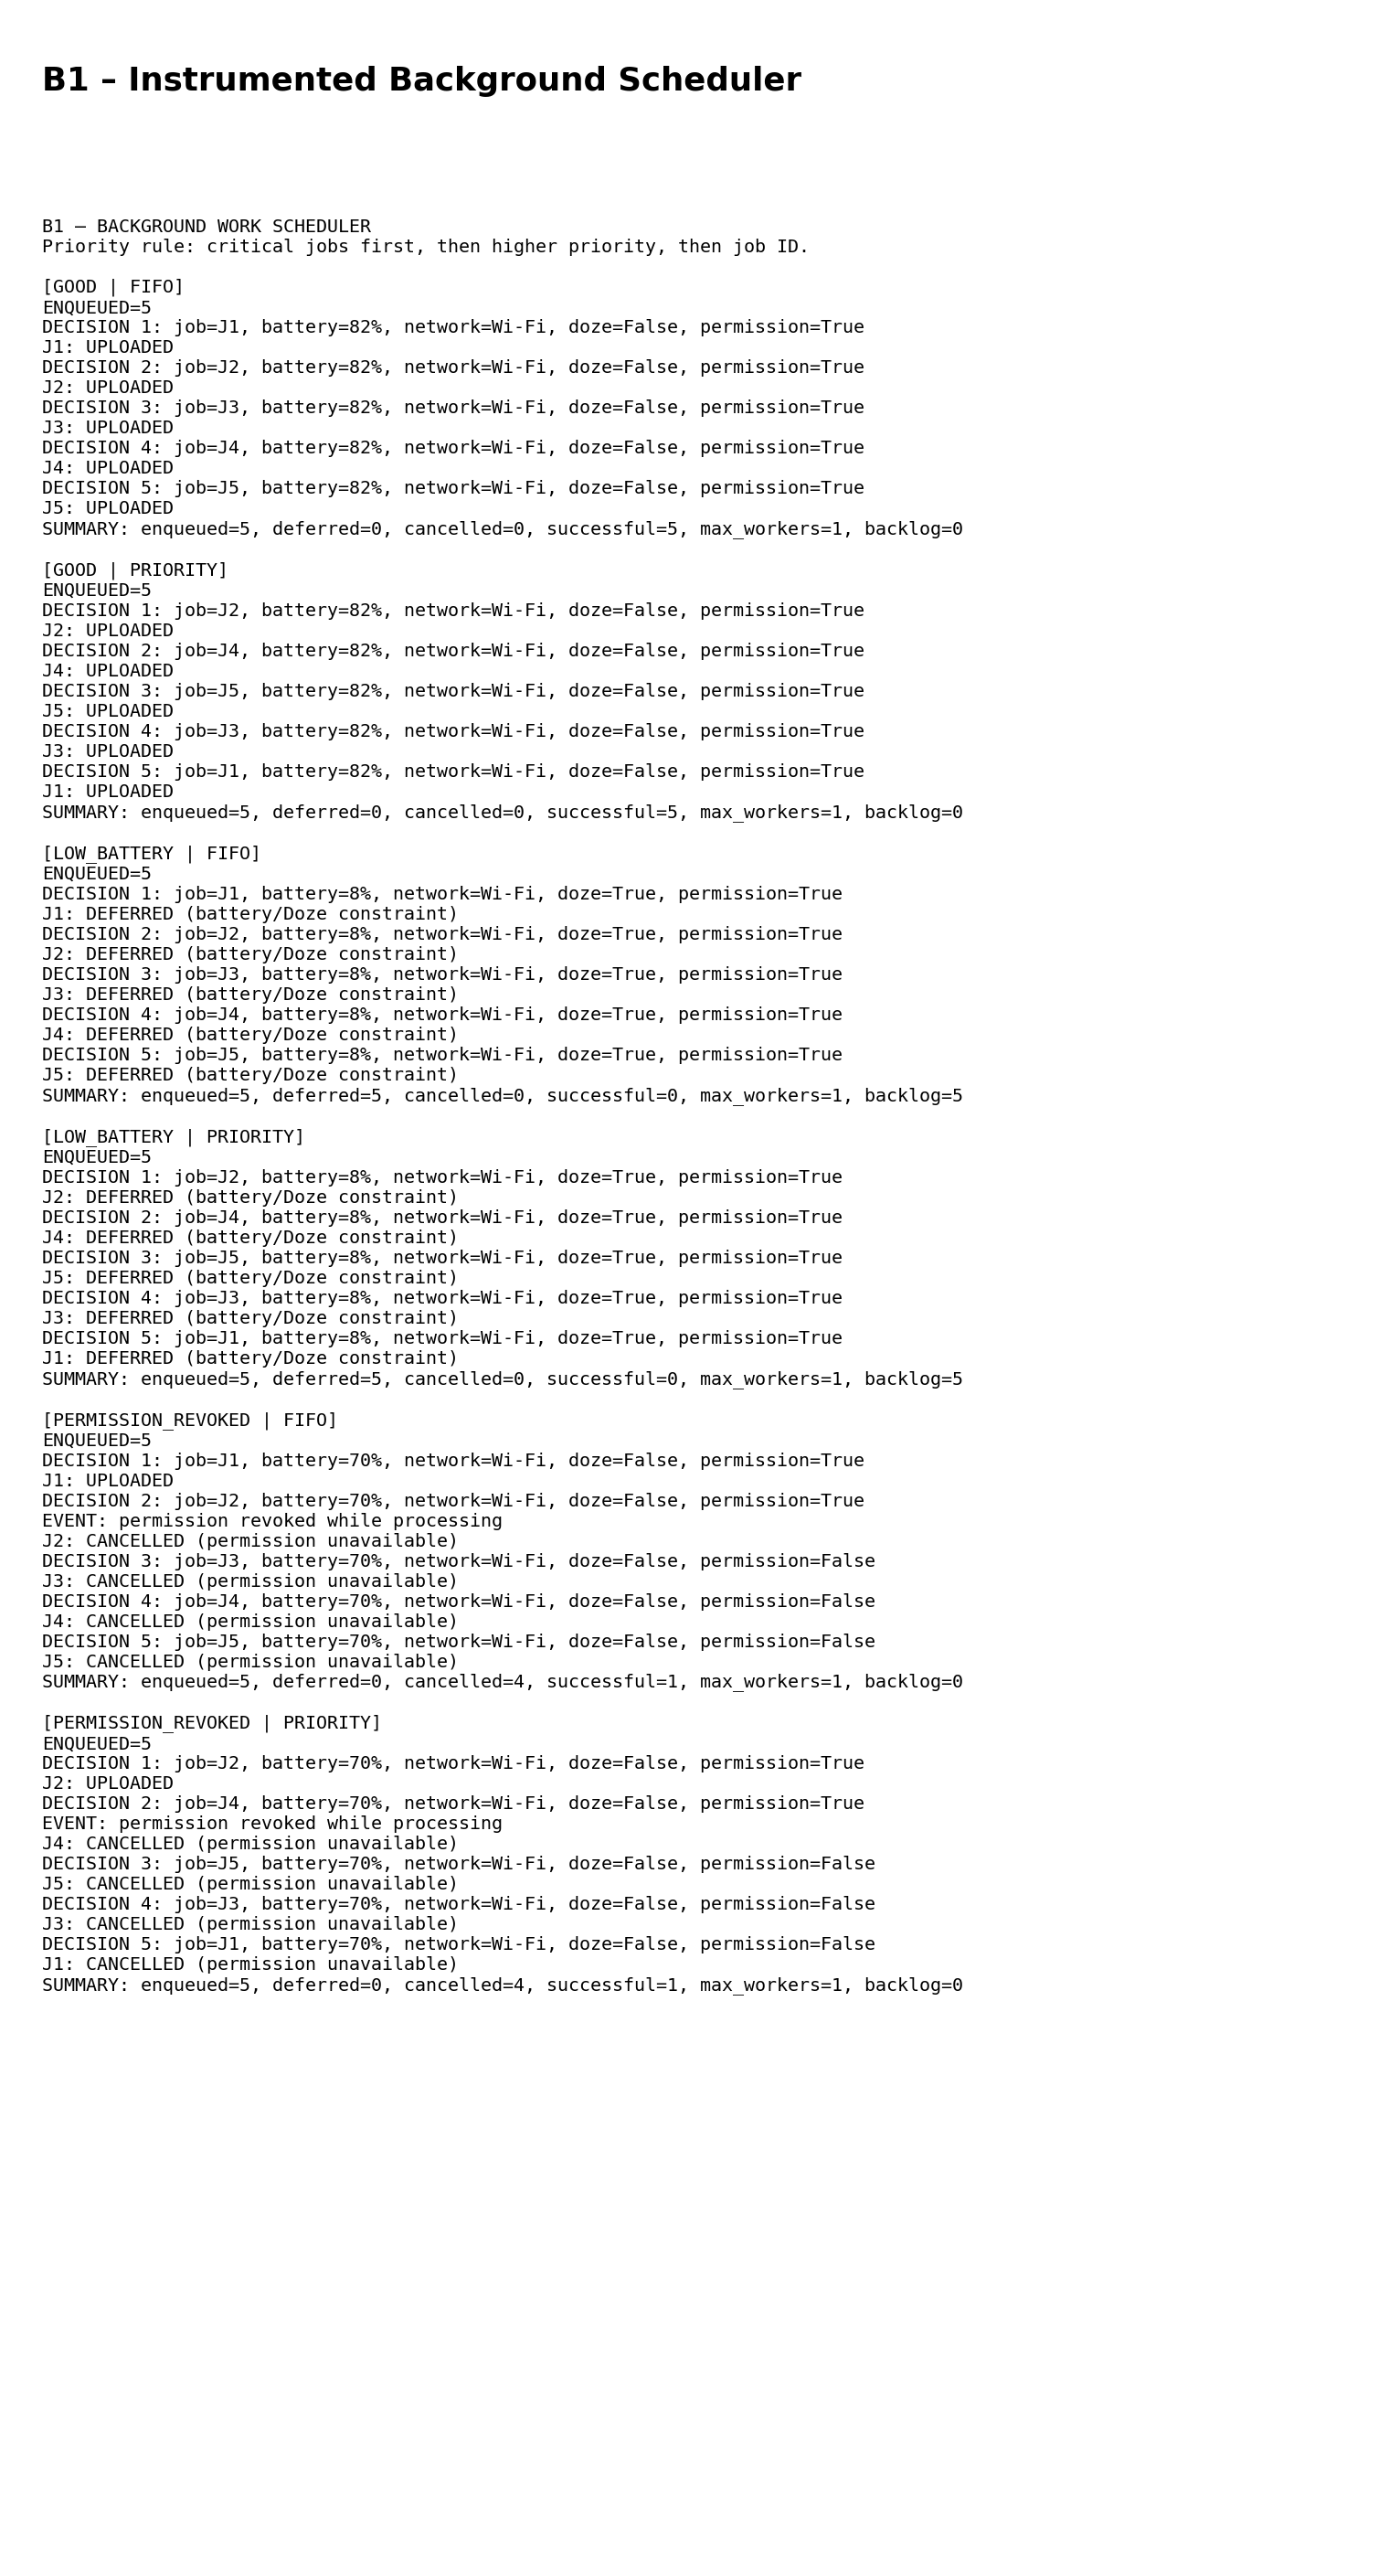 B1 – Instrumented Background Scheduler
B1 — BACKGROUND WORK SCHEDULER
Priority rule: critical jobs first, then higher priority, then job ID.
[GOOD | FIFO]
ENQUEUED=5
DECISION 1: job=J1, battery=82%, network=Wi-Fi, doze=False, permission=True
J1: UPLOADED
DECISION 2: job=J2, battery=82%, network=Wi-Fi, doze=False, permission=True
J2: UPLOADED
DECISION 3: job=J3, battery=82%, network=Wi-Fi, doze=False, permission=True
J3: UPLOADED
DECISION 4: job=J4, battery=82%, network=Wi-Fi, doze=False, permission=True
J4: UPLOADED
DECISION 5: job=J5, battery=82%, network=Wi-Fi, doze=False, permission=True
J5: UPLOADED
SUMMARY: enqueued=5, deferred=0, cancelled=0, successful=5, max_workers=1, backlog=0
[GOOD | PRIORITY]
ENQUEUED=5
DECISION 1: job=J2, battery=82%, network=Wi-Fi, doze=False, permission=True
J2: UPLOADED
DECISION 2: job=J4, battery=82%, network=Wi-Fi, doze=False, permission=True
J4: UPLOADED
DECISION 3: job=J5, battery=82%, network=Wi-Fi, doze=False, permission=True
J5: UPLOADED
DECISION 4: job=J3, battery=82%, network=Wi-Fi, doze=False, permission=True
J3: UPLOADED
DECISION 5: job=J1, battery=82%, network=Wi-Fi, doze=False, permission=True
J1: UPLOADED
SUMMARY: enqueued=5, deferred=0, cancelled=0, successful=5, max_workers=1, backlog=0
[LOW_BATTERY | FIFO]
ENQUEUED=5
DECISION 1: job=J1, battery=8%, network=Wi-Fi, doze=True, permission=True
J1: DEFERRED (battery/Doze constraint)
DECISION 2: job=J2, battery=8%, network=Wi-Fi, doze=True, permission=True
J2: DEFERRED (battery/Doze constraint)
DECISION 3: job=J3, battery=8%, network=Wi-Fi, doze=True, permission=True
J3: DEFERRED (battery/Doze constraint)
DECISION 4: job=J4, battery=8%, network=Wi-Fi, doze=True, permission=True
J4: DEFERRED (battery/Doze constraint)
DECISION 5: job=J5, battery=8%, network=Wi-Fi, doze=True, permission=True
J5: DEFERRED (battery/Doze constraint)
SUMMARY: enqueued=5, deferred=5, cancelled=0, successful=0, max_workers=1, backlog=5
[LOW_BATTERY | PRIORITY]
ENQUEUED=5
DECISION 1: job=J2, battery=8%, network=Wi-Fi, doze=True, permission=True
J2: DEFERRED (battery/Doze constraint)
DECISION 2: job=J4, battery=8%, network=Wi-Fi, doze=True, permission=True
J4: DEFERRED (battery/Doze constraint)
DECISION 3: job=J5, battery=8%, network=Wi-Fi, doze=True, permission=True
J5: DEFERRED (battery/Doze constraint)
DECISION 4: job=J3, battery=8%, network=Wi-Fi, doze=True, permission=True
J3: DEFERRED (battery/Doze constraint)
DECISION 5: job=J1, battery=8%, network=Wi-Fi, doze=True, permission=True
J1: DEFERRED (battery/Doze constraint)
SUMMARY: enqueued=5, deferred=5, cancelled=0, successful=0, max_workers=1, backlog=5
[PERMISSION_REVOKED | FIFO]
ENQUEUED=5
DECISION 1: job=J1, battery=70%, network=Wi-Fi, doze=False, permission=True
J1: UPLOADED
DECISION 2: job=J2, battery=70%, network=Wi-Fi, doze=False, permission=True
EVENT: permission revoked while processing
J2: CANCELLED (permission unavailable)
DECISION 3: job=J3, battery=70%, network=Wi-Fi, doze=False, permission=False
J3: CANCELLED (permission unavailable)
DECISION 4: job=J4, battery=70%, network=Wi-Fi, doze=False, permission=False
J4: CANCELLED (permission unavailable)
DECISION 5: job=J5, battery=70%, network=Wi-Fi, doze=False, permission=False
J5: CANCELLED (permission unavailable)
SUMMARY: enqueued=5, deferred=0, cancelled=4, successful=1, max_workers=1, backlog=0
[PERMISSION_REVOKED | PRIORITY]
ENQUEUED=5
DECISION 1: job=J2, battery=70%, network=Wi-Fi, doze=False, permission=True
J2: UPLOADED
DECISION 2: job=J4, battery=70%, network=Wi-Fi, doze=False, permission=True
EVENT: permission revoked while processing
J4: CANCELLED (permission unavailable)
DECISION 3: job=J5, battery=70%, network=Wi-Fi, doze=False, permission=False
J5: CANCELLED (permission unavailable)
DECISION 4: job=J3, battery=70%, network=Wi-Fi, doze=False, permission=False
J3: CANCELLED (permission unavailable)
DECISION 5: job=J1, battery=70%, network=Wi-Fi, doze=False, permission=False
J1: CANCELLED (permission unavailable)
SUMMARY: enqueued=5, deferred=0, cancelled=4, successful=1, max_workers=1, backlog=0